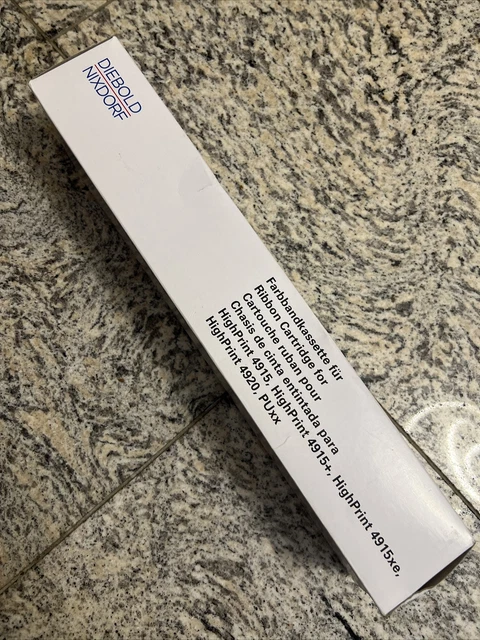 DIEBOLD
NIXDORF
Farbbandkassette für
Ribbon Cartridge for
Cartouche ruban pour
Chasis de cinta entintada para
HighPrint 4915, HighPrint 4915+, HighPrint 4915xe,
HighPrint 4920, PUxx